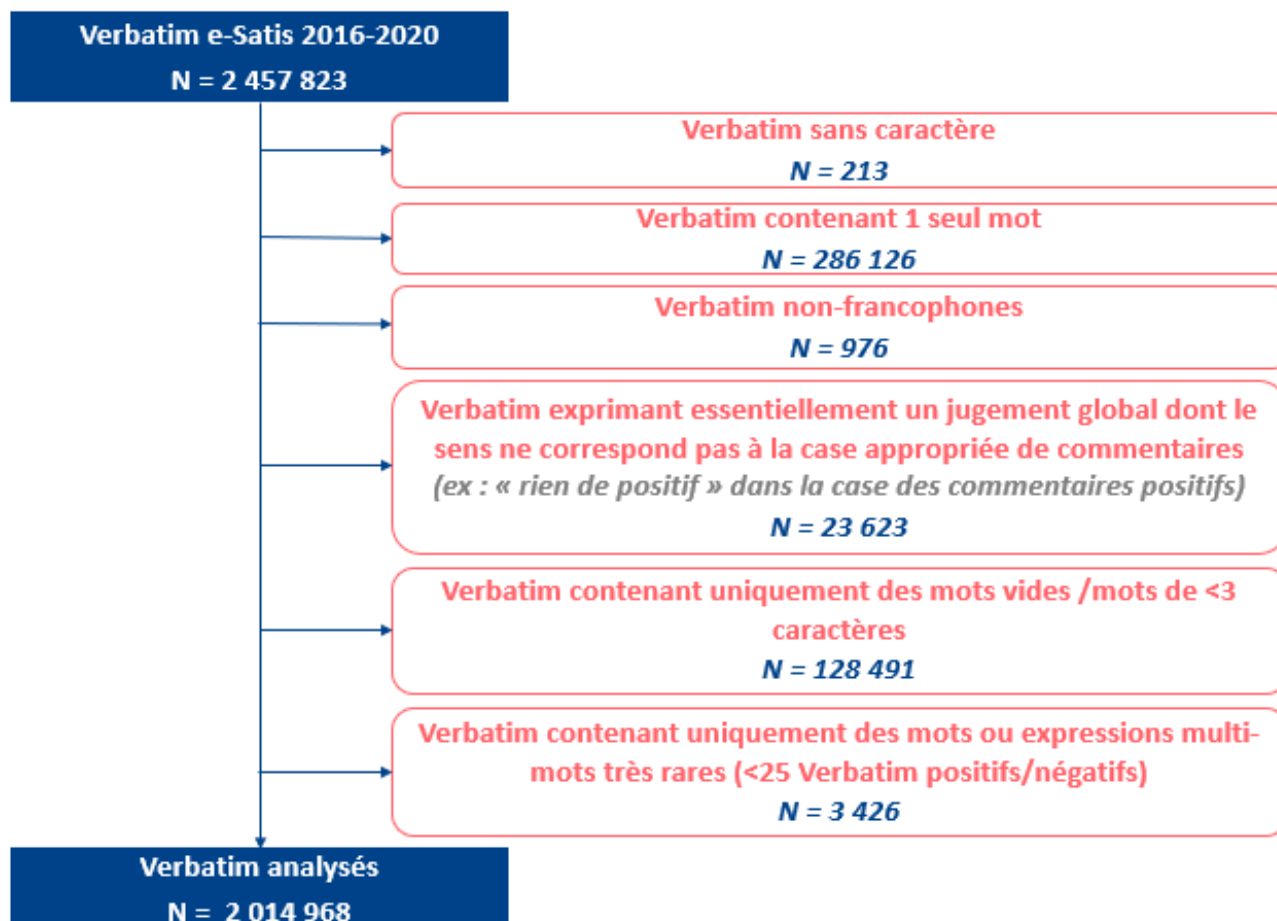 Verbatim e-Satis 2016-2020
N = 2 457 823
Verbatim sans caractère
N = 213
Verbatim contenant 1 seul mot
N = 286 126
Verbatim non-francophones
N = 976
Verbatim exprimant essentiellement un jugement global dont le
sens ne correspond pas à la case appropriée de commentaires
(ex : « rien de positif » dans la case des commentaires positifs)
N = 23 623
Verbatim contenant uniquement des mots vides /mots de <3
caractères
N = 128 491
Verbatim contenant uniquement des mots ou expressions multi-
mots très rares (<25 Verbatim positifs/négatifs)
N = 3 426
Verbatim analysés
N = 2 014 968